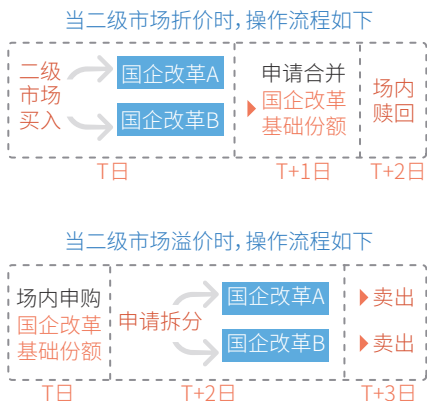 当二级市场折价时，操作流程如下
二级
市场
买入
国企改革A
国企改革B
申请合并
国企改革
基础份额
场内
赎回
T日
T+1日
T+2日
当二级市场溢价时，操作流程如下
场内申购
国企改革
基础份额
申请拆分
国企改革A
国企改革B
卖出
卖出
T日
T+2日
T+3日